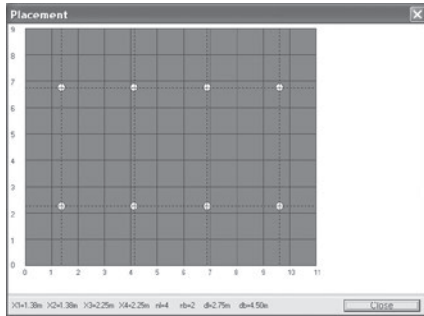 Placement
9
8
7
6
5
4
3
2
1
0
0 1 2 3 4 5 6 7 8 9 10 11
X1=1.38m X2=1.38m X3=2.25m X4=2.25m nl=4 nb=2 dl=2.75m db=4.50m
Close